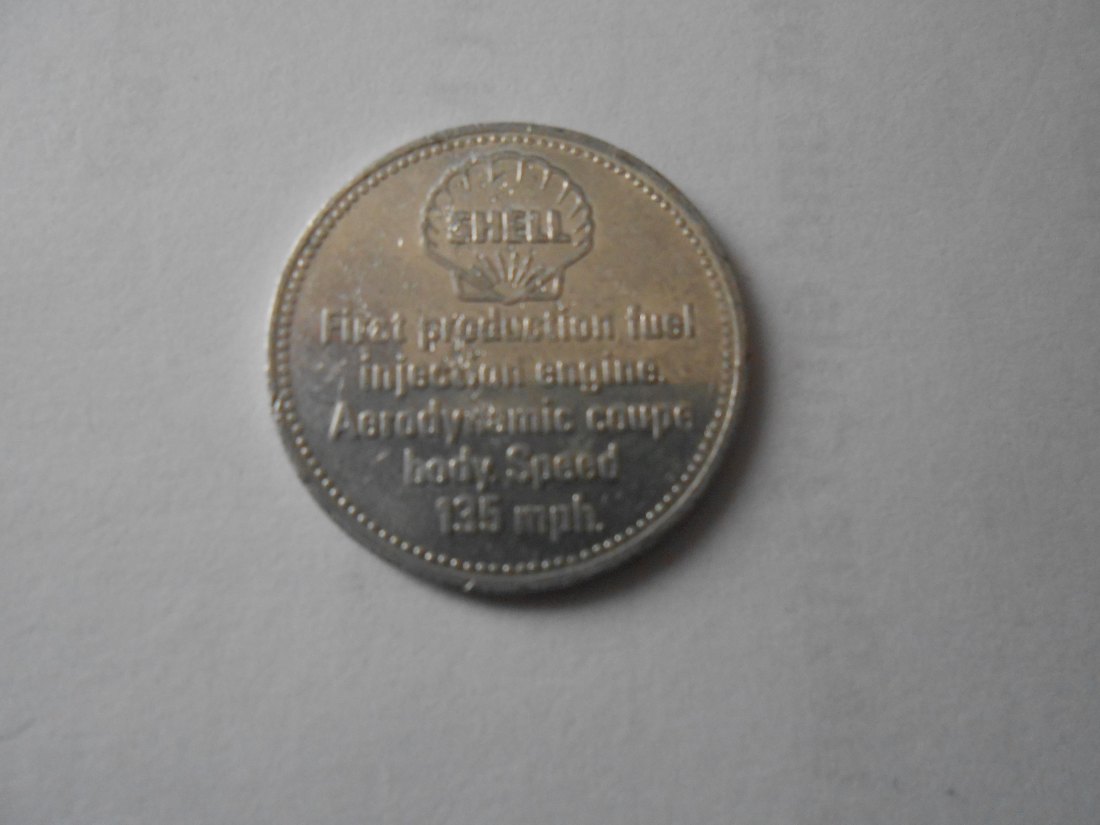 SHELL
First production fuel
injection engine.
Aerodynamic coupe
body. Speed
135 mph.